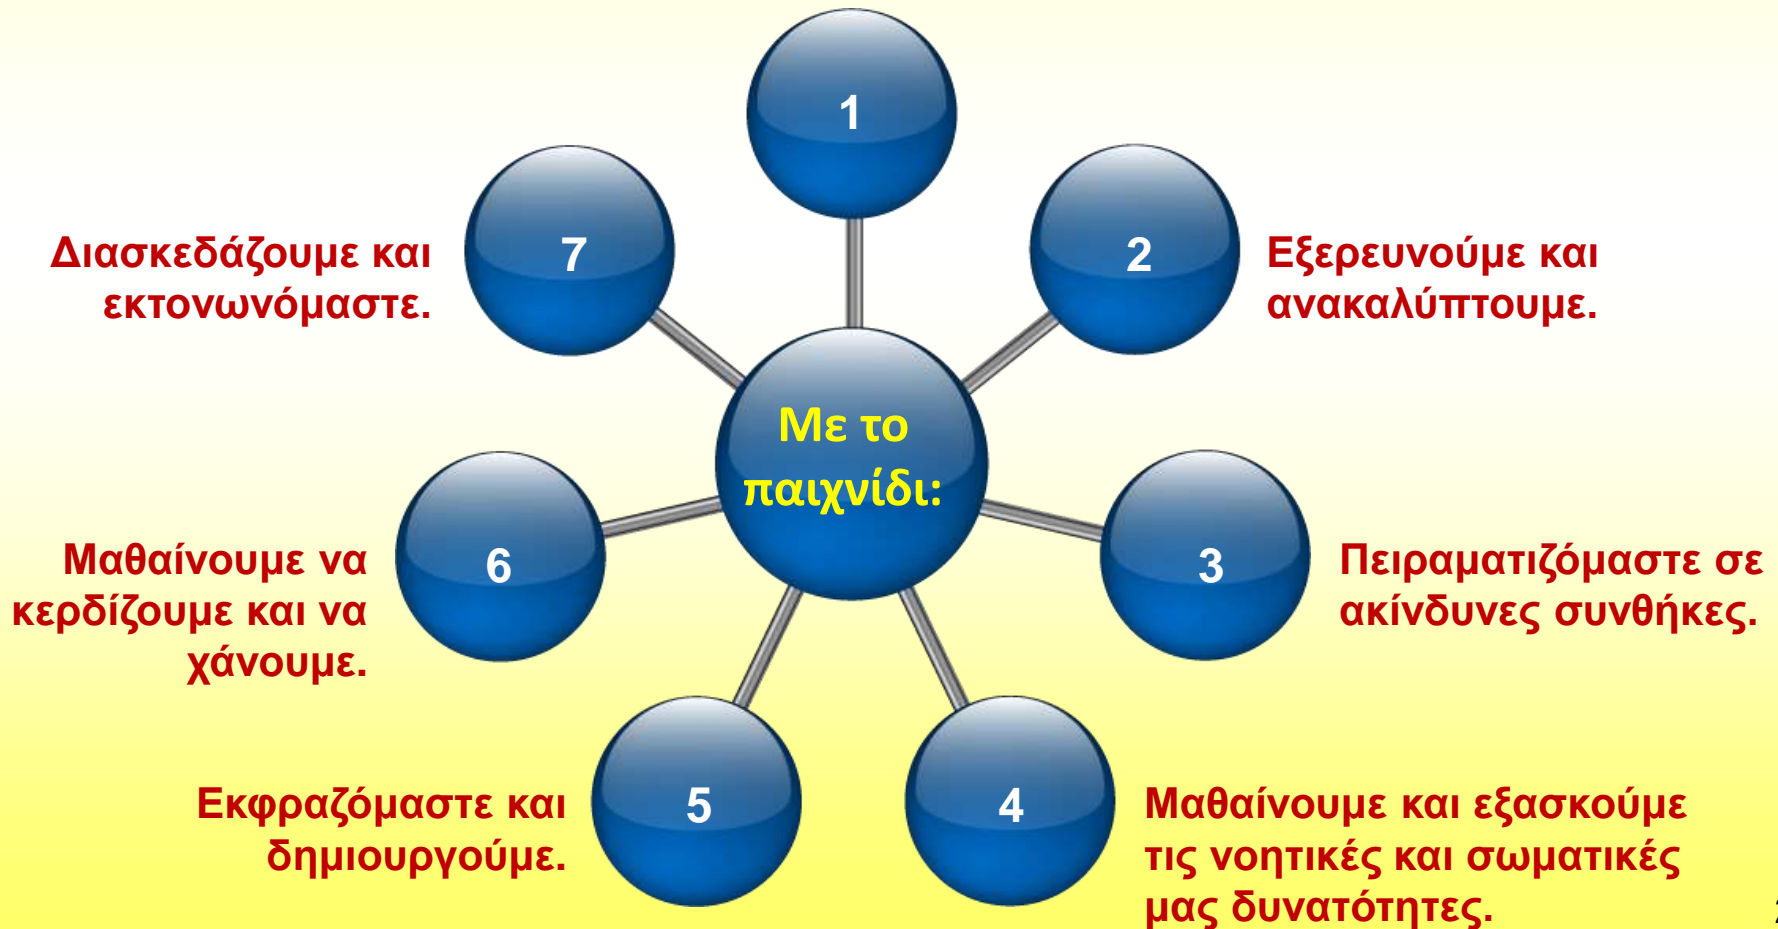 1
2
Εξερευνούμε και
ανακαλύπτουμε.
3
Πειραματιζόμαστε σε
ακίνδυνες συνθήκες.
4
Μαθαίνουμε και εξασκούμε
τις νοητικές και σωματικές
μας δυνατότητες.
5
Εκφραζόμαστε και
δημιουργούμε.
6
Μαθαίνουμε να
κερδίζουμε και να
χάνουμε.
7
Διασκεδάζουμε και
εκτονωνόμαστε.
Με το
παιχνίδι: